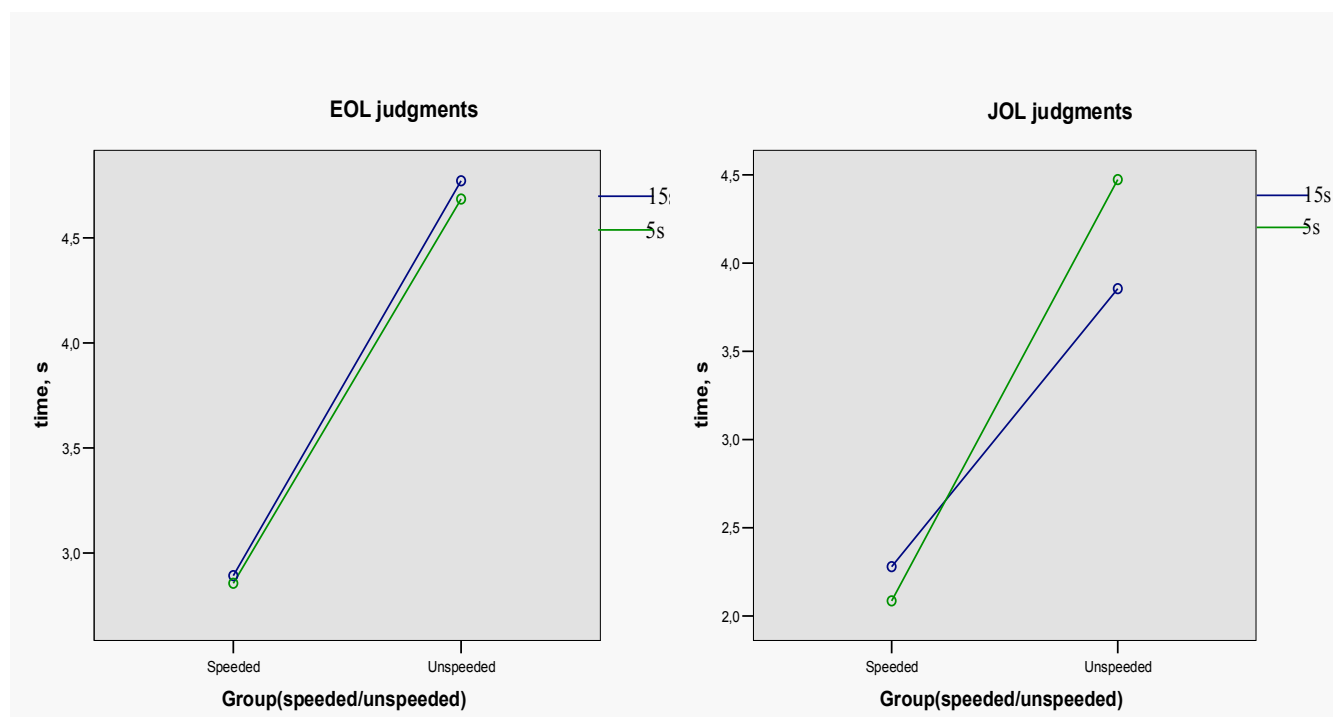 EOL judgments
15s
5s
4,5
4,0
3,5
3,0
time, s
Speeded
Unspeeded
Group(speeded/unspeeded)
JOL judgments
15s
5s
4,5
4,0
3,5
3,0
2,5
2,0
time, s
Speeded
Unspeeded
Group(speeded/unspeeded)